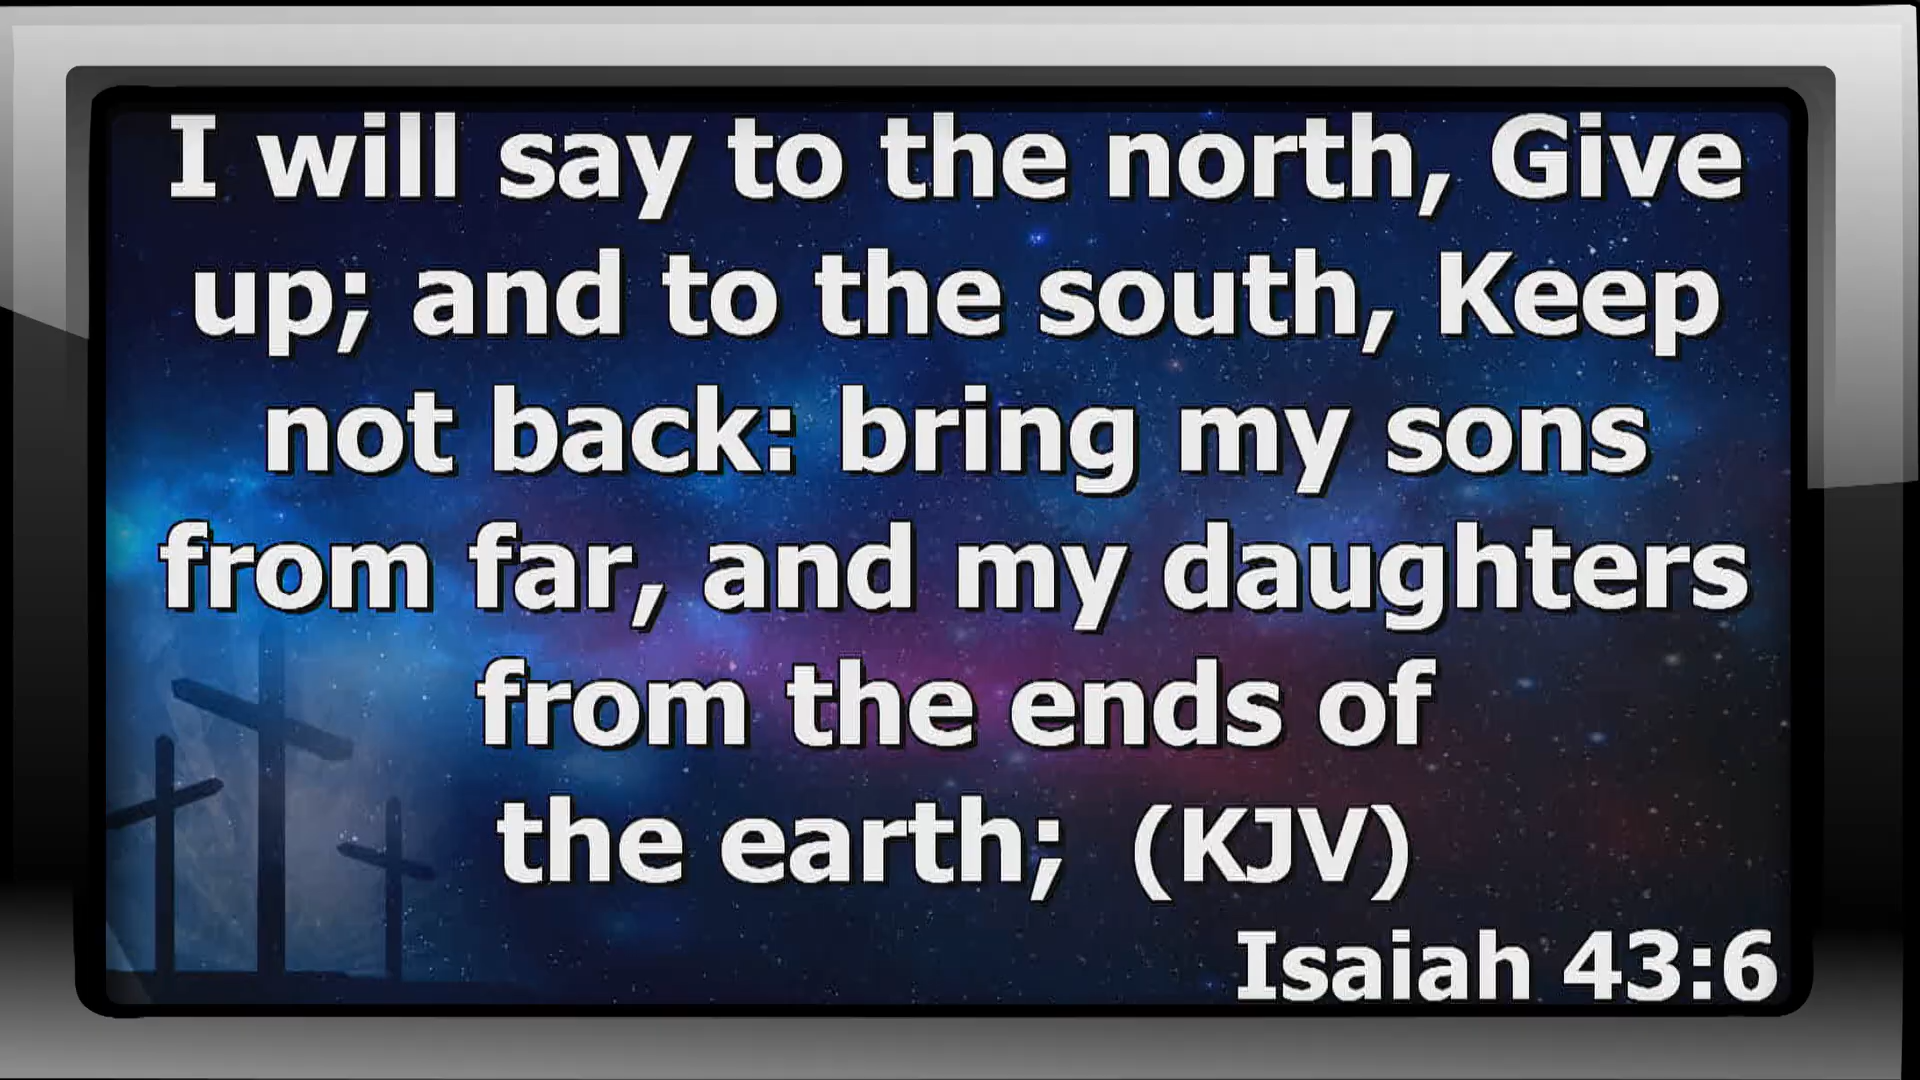 I will say to the north, Give
up; and to the south, Keep
not back: bring my sons
from far, and my daughters
from the ends of
the earth; (KJV)
Isaiah 43:6